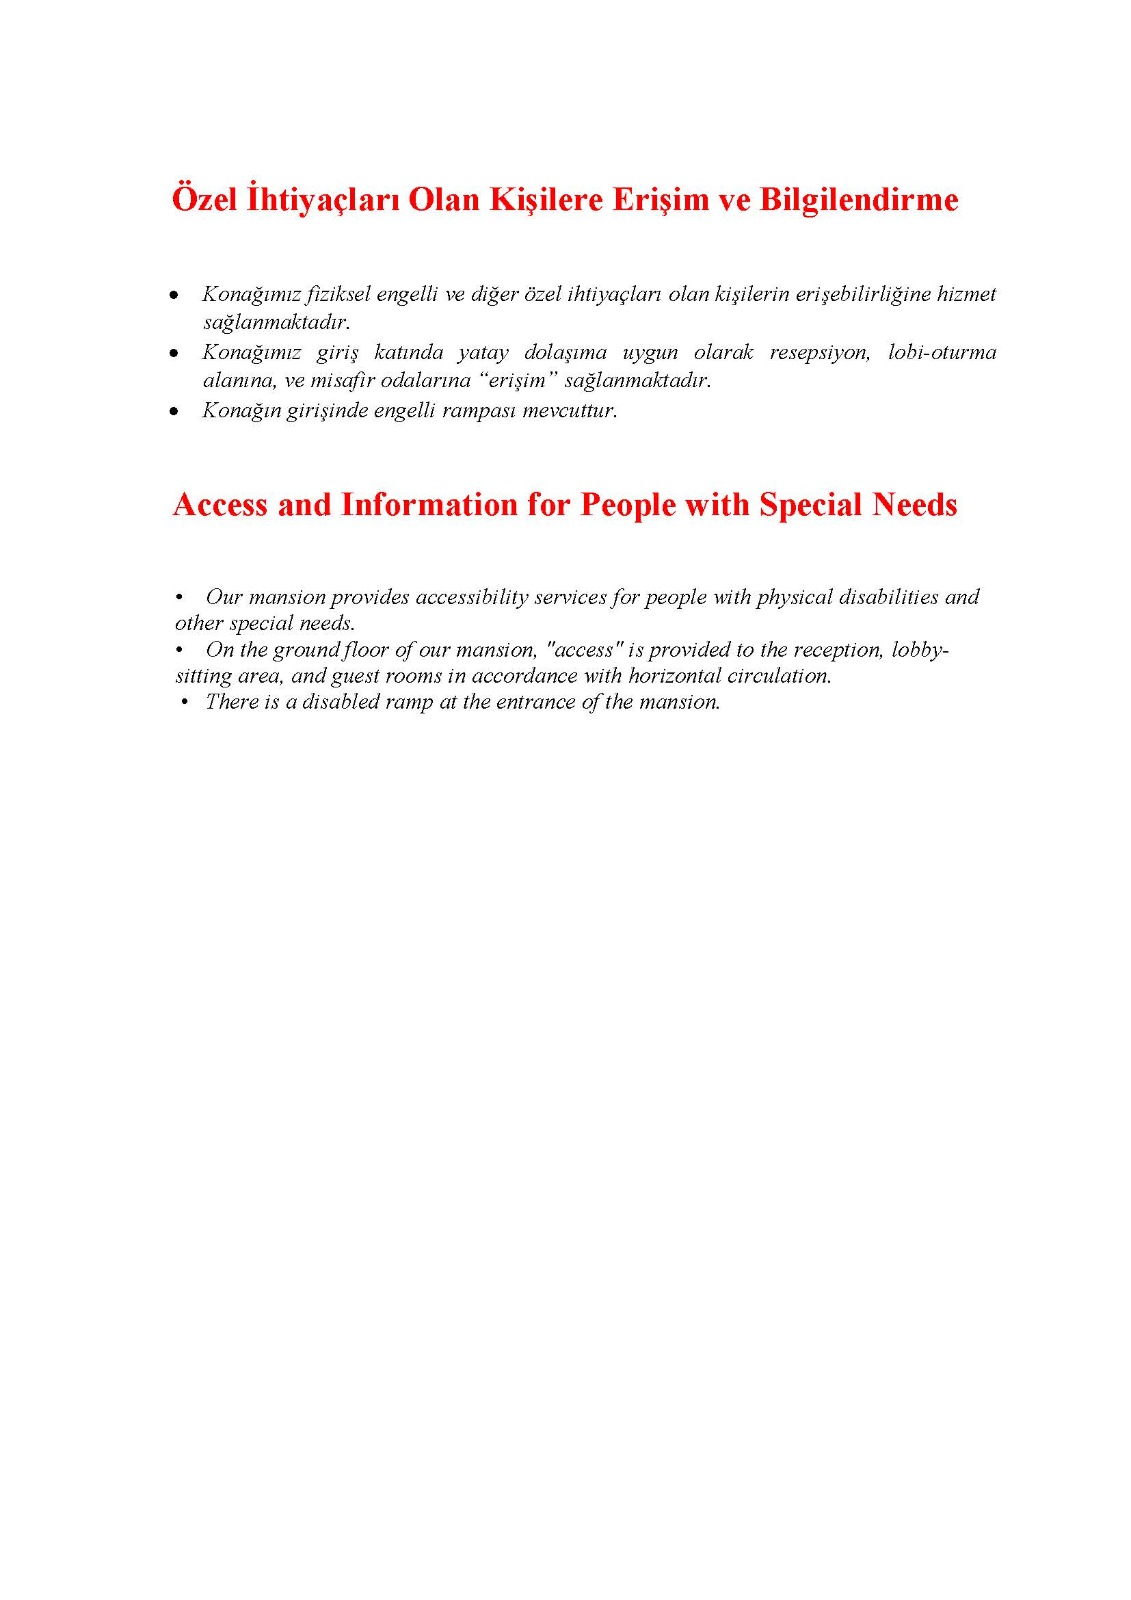 Özel İhtiyaçları Olan Kişilere Erişim ve Bilgilendirme
• Konağımız fiziksel engelli ve diğer özel ihtiyaçları olan kişilerin erişebilirliğine hizmet
sağlanmaktadır.
• Konağımız giriş katında yatay dolaşıma uygun olarak resepsiyon, lobi-oturma
alanına, ve misafir odalarına “erişim” sağlanmaktadır.
• Konağın girişinde engelli rampası mevcuttur.
Access and Information for People with Special Needs
• Our mansion provides accessibility services for people with physical disabilities and
other special needs.
• On the ground floor of our mansion, "access" is provided to the reception, lobby-
sitting area, and guest rooms in accordance with horizontal circulation.
• There is a disabled ramp at the entrance of the mansion.